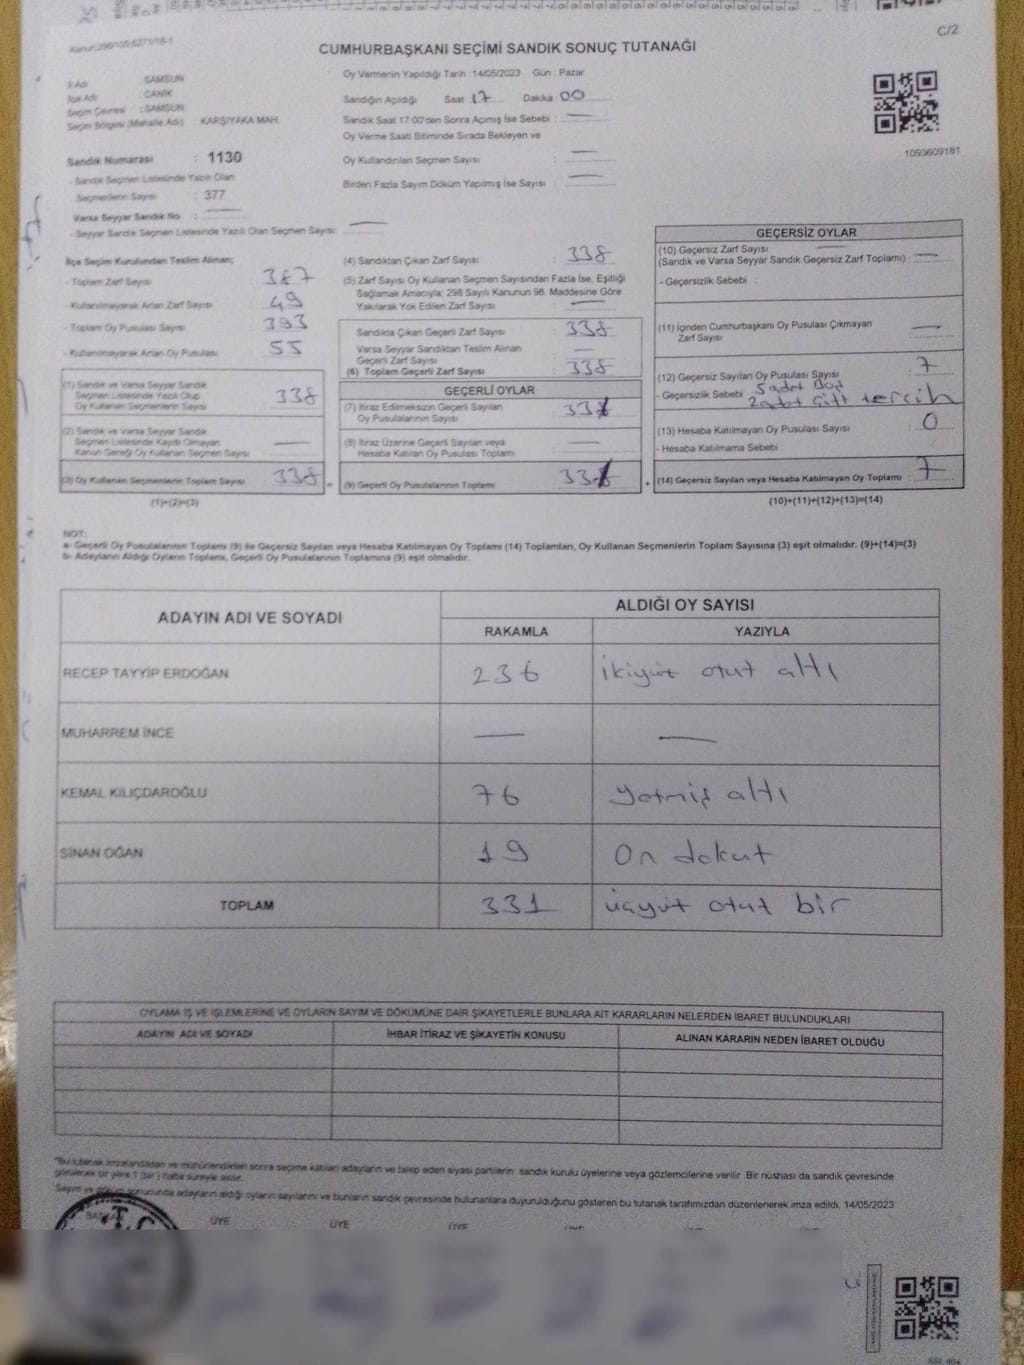 Kanun:298/105;6271/18-1
C/2
CUMHURBAŞKANI SEÇİMİ SANDIK SONUÇ TUTANAĞI
İl Adı : SAMSUN
İlçe Adı : CANİK
Seçim Çevresi : SAMSUN
Seçim Bölgesi (Mahalle Adı) : KARŞIYAKA MAH.
Sandık Numarası : 1130
- Sandık Seçmen Listesinde Yazılı Olan
Seçmenlerin Sayısı : 377
Varsa Seyyar Sandık No :
- Seyyar Sandık Seçmen Listesinde Yazılı Olan Seçmen Sayısı:
Oy Vermenin Yapıldığı Tarih :14/05/2023 Gün : Pazar
Sandığın Açıldığı Saat 17 Dakika 00
Sandık Saat 17:00'den Sonra Açımış İse Sebebi :
Oy Verme Saati Bitiminde Sırada Bekleyen ve
Oy Kullandırılan Seçmen Sayısı :
Birden Fazla Sayım Döküm Yapılmış İse Sayısı :
1093609181
İlçe Seçim Kurulundan Teslim Alınan;
- Toplam Zarf Sayısı : 387
- Kullanılmayarak Artan Zarf Sayısı : 49
- Toplam Oy Pusulası Sayısı : 393
- Kullanılmayarak Artan Oy Pusulası : 55
(1) Sandık ve Varsa Seyyar Sandık
Seçmen Listesinde Yazılı Olup
Oy Kullanan Seçmenlerin Sayısı : 338
(2) Sandık ve Varsa Seyyar Sandık
Seçmen Listesinde Kayıtlı Olmayan
Kanun Gereği Oy Kullanan Seçmen Sayısı :
(3) Oy Kullanan Seçmenlerin Toplam Sayısı : 338 =
(1)+(2)=(3)
(4) Sandıktan Çıkan Zarf Sayısı : 338
(5) Zarf Sayısı Oy Kullanan Seçmen Sayısından Fazla İse, Eşitliği
Sağlamak Amacıyla; 298 Sayılı Kanunun 98. Maddesine Göre
Yakılarak Yok Edilen Zarf Sayısı :
Sandıkta Çıkan Geçerli Zarf Sayısı : 338
Varsa Seyyar Sandıktan Teslim Alınan
Geçerli Zarf Sayısı :
(6) Toplam Geçerli Zarf Sayısı : 338
GEÇERLİ OYLAR
(7) İtiraz Edilmeksizin Geçerli Sayılan
Oy Pusulalarının Sayısı : 331
(8) İtiraz Üzerine Geçerli Sayılan veya
Hesaba Katılan Oy Pusulası Toplamı :
(9) Geçerli Oy Pusulalarının Toplamı : 331 +
GEÇERSİZ OYLAR
(10) Geçersiz Zarf Sayısı
(Sandık ve Varsa Seyyar Sandık Geçersiz Zarf Toplamı) :
- Geçersizlik Sebebi :
(11) İçinden Cumhurbaşkanı Oy Pusulası Çıkmayan
Zarf Sayısı :
(12) Geçersiz Sayılan Oy Pusulası Sayısı : 7
- Geçersizlik Sebebi 5 adet Boş
2 adet Çift tercih
(13) Hesaba Katılmayan Oy Pusulası Sayısı : 0
- Hesaba Katılmama Sebebi :
(14) Geçersiz Sayılan veya Hesaba Katılmayan Oy Toplamı : 7
(10)+(11)+(12)+(13)=(14)
NOT:
a- Geçerli Oy Pusulalarının Toplamı (9) ile Geçersiz Sayılan veya Hesaba Katılmayan Oy Toplamı (14) Toplamları, Oy Kullanan Seçmenlerin Toplam Sayısına (3) eşit olmalıdır. (9)+(14)=(3)
b- Adayların Aldığı Oyların Toplamı, Geçerli Oy Pusulalarının Toplamına (9) eşit olmalıdır.
ADAYIN ADI VE SOYADI
ALDIĞI OY SAYISI
RAKAMLA YAZIYLA
RECEP TAYYİP ERDOĞAN 236 ikiyüz otuz altı
MUHARREM İNCE
KEMAL KILIÇDAROĞLU 76 yetmiş altı
SİNAN OĞAN 19 On dokuz
TOPLAM 331 üçyüz otuz bir
OYLAMA İŞ VE İŞLEMLERİNE VE OYLARIN SAYIM VE DÖKÜMÜNE DAİR ŞİKAYETLERLE BUNLARA AİT KARARLARIN NELERDEN İBARET BULUNDUKLARI
ADAYIN ADI VE SOYADI İHBAR İTİRAZ VE ŞİKAYETİN KONUSU ALINAN KARARIN NEDEN İBARET OLDUĞU
*Bu tutanak imzalandıktan ve mühürlendikten sonra seçime katılan adayların ve talep eden siyasi partilerin sandık kurulu üyelerine veya gözlemcilerine verilir. Bir nüshası da sandık çevresinde
görülecek bir yere 1 (bir) hafta süreyle asılır.
Sayım ve döküm sonucunda adayların aldığı oyların sayılarını ve bunların sandık çevresinde bulunanlara duyurulduğunu gösteren bu tutanak tarafımızdan düzenlenerek imza edildi. 14/05/2023
ÜYE ÜYE ÜYE
T.C.